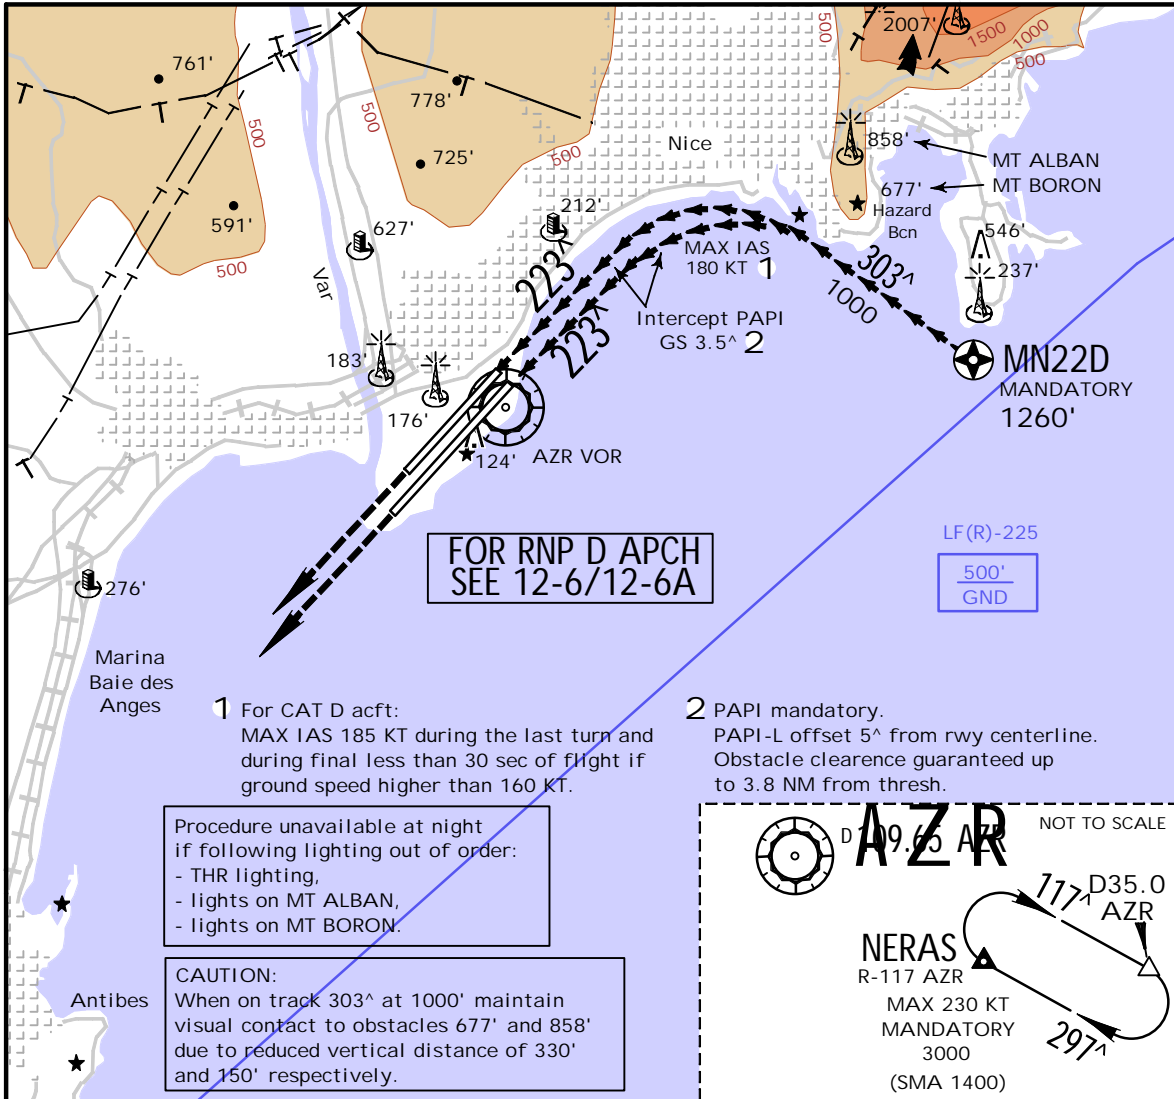 2007'
1500
1000
500
500
761'
778'
725'
500
500
500
591'
500
Nice
858'
MT ALBAN
MT BORON
677'
Hazard
Bcn
546'
237'
212'
627'
Var
183'
176'
124'
AZR VOR
223^
223^
MAX IAS
180 KT 1
Intercept PAPI
GS 3.5^ 2
303^
1000
MN22D
MANDATORY
1260'
FOR RNP D APCH
SEE 12-6/12-6A
LF(R)-225
500'
GND
276'
Marina
Baie des
Anges
1 For CAT D acft:
MAX IAS 185 KT during the last turn and
during final less than 30 sec of flight if
ground speed higher than 160 KT.
2 PAPI mandatory.
PAPI-L offset 5^ from rwy centerline.
Obstacle clearence guaranteed up
to 3.8 NM from thresh.
Procedure unavailable at night
if following lighting out of order:
- THR lighting,
- lights on MT ALBAN,
- lights on MT BORON.
Antibes
CAUTION:
When on track 303^ at 1000' maintain
visual contact to obstacles 677' and 858'
due to reduced vertical distance of 330'
and 150' respectively.
NOT TO SCALE
D 109.65 AZR
AZR
117^
D35.0
AZR
NERAS
R-117 AZR
MAX 230 KT
MANDATORY
3000
(SMA 1400)
297^